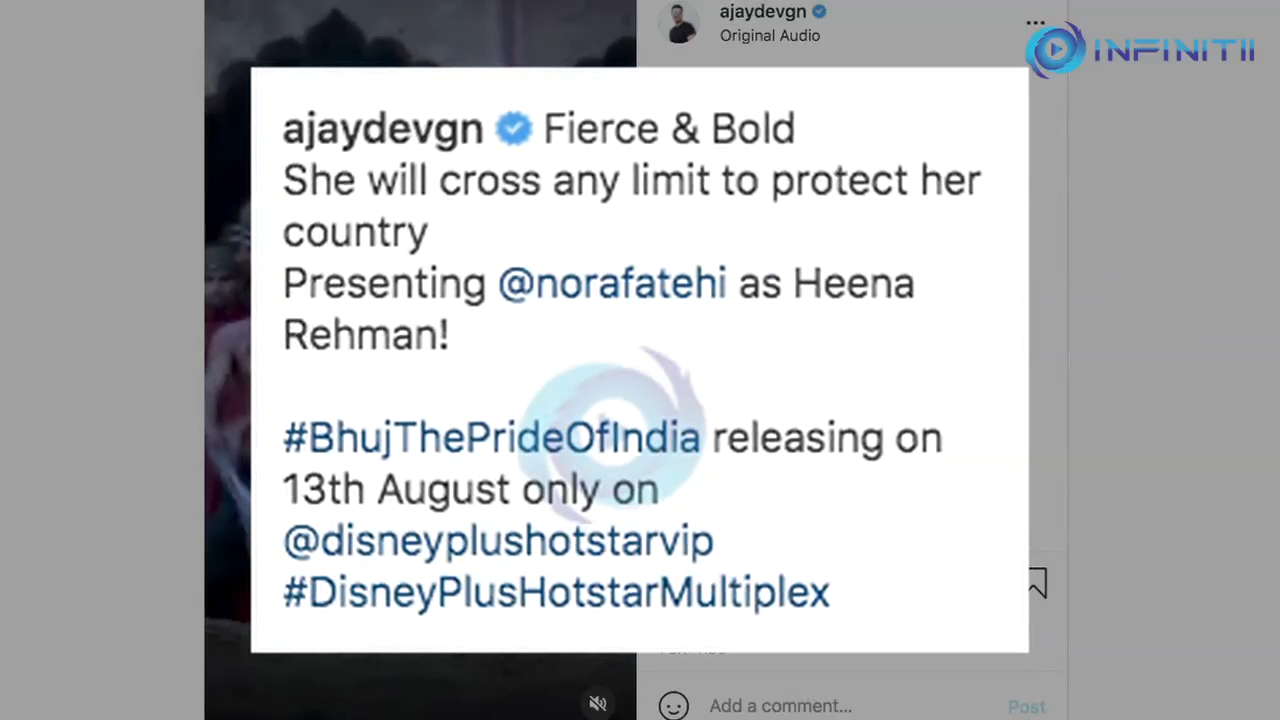 ajaydevgn
Original Audio
INFINITII
ajaydevgn Fierce & Bold
She will cross any limit to protect her
country
Presenting @norafatehi as Heena
Rehman!
#BhujThePrideOfIndia releasing on
13th August only on
@disneyplushotstarvip
#DisneyPlusHotstarMultiplex
Add a comment...
Post